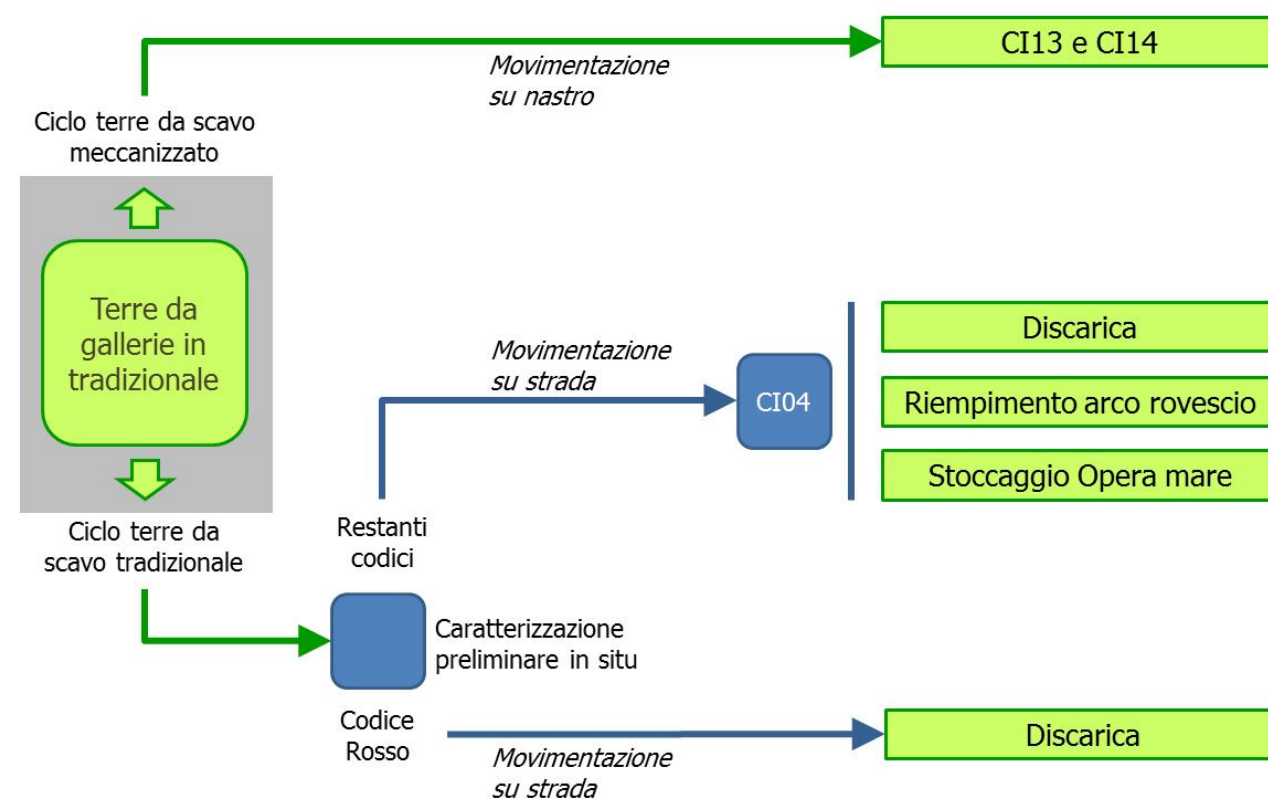 CI13 e CI14
Movimentazione
su nastro
Ciclo terre da scavo
meccanizzato
Terre da
gallerie in
tradizionale
Ciclo terre da
scavo tradizionale
Movimentazione
su strada
CI04
Discarica
Riempimento arco rovescio
Stoccaggio Opera mare
Restanti
codici
Caratterizzazione
preliminare in situ
Codice
Rosso
Movimentazione
su strada
Discarica